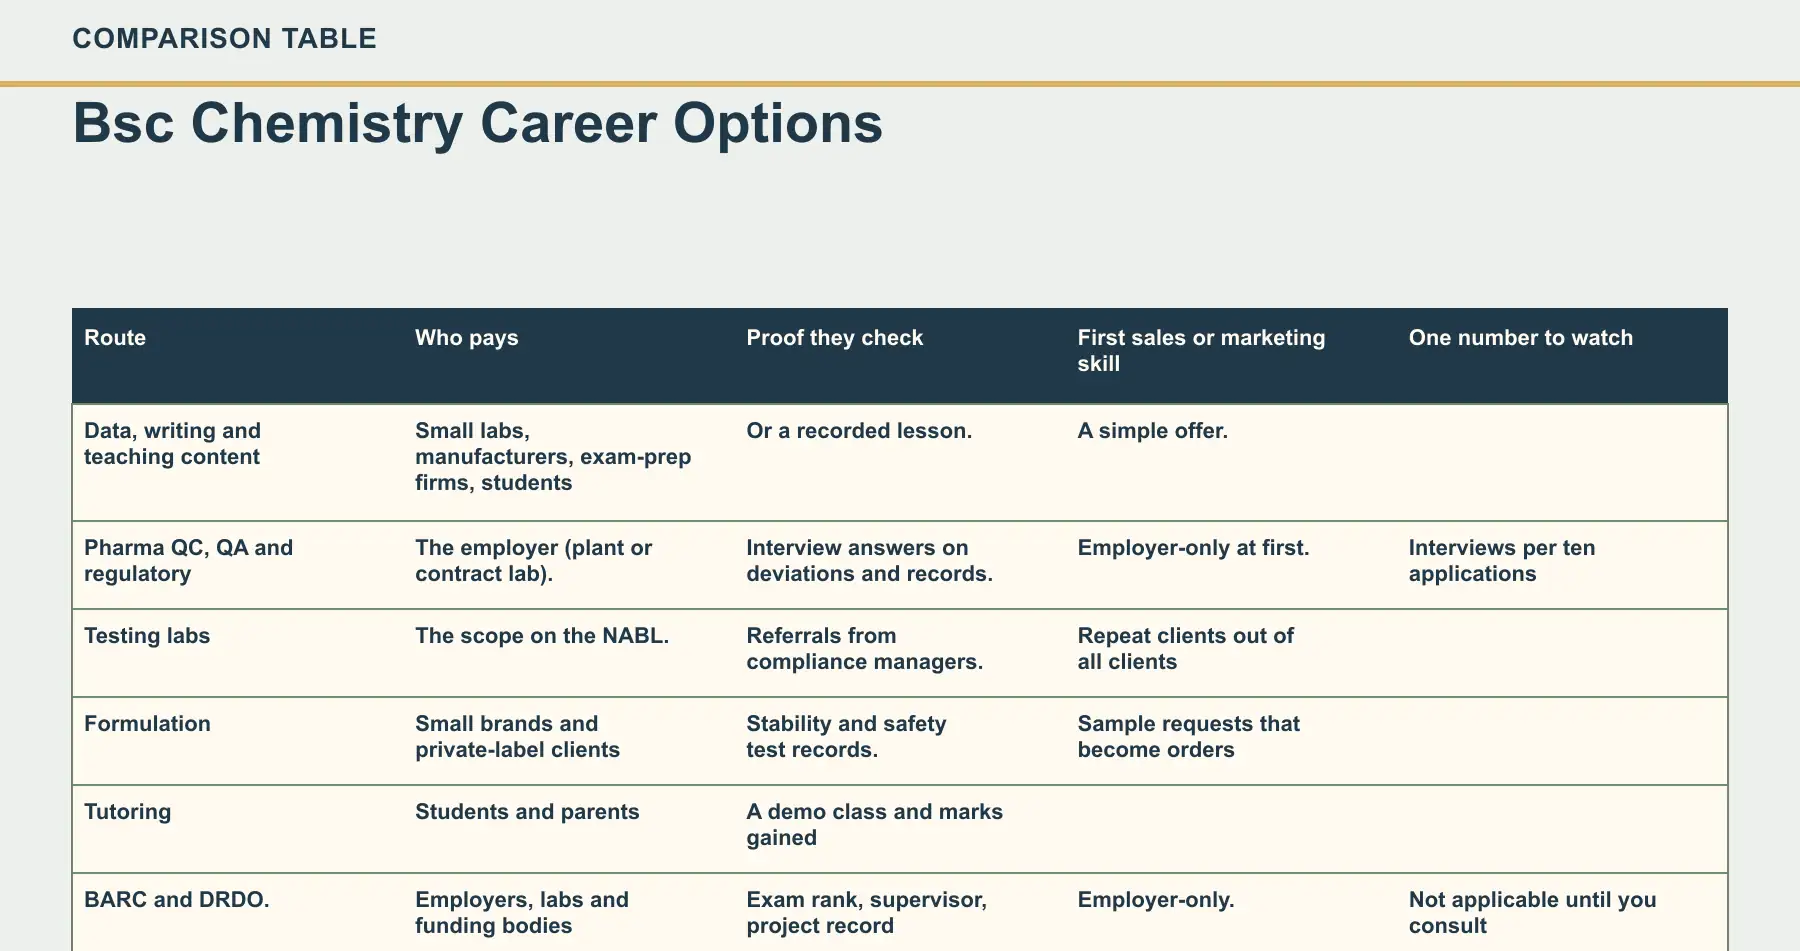 COMPARISON TABLE
Bsc Chemistry Career Options
Route
Who pays
Proof they check
First sales or marketing
skill
One number to watch
Data, writing and
teaching content
Small labs,
manufacturers, exam-prep
firms, students
Or a recorded lesson.
A simple offer.
Pharma QC, QA and
regulatory
The employer (plant or
contract lab).
Interview answers on
deviations and records.
Employer-only at first.
Interviews per ten
applications
Testing labs
The scope on the NABL.
Referrals from
compliance managers.
Repeat clients out of
all clients
Formulation
Small brands and
private-label clients
Stability and safety
test records.
Sample requests that
become orders
Tutoring
Students and parents
A demo class and marks
gained
BARC and DRDO.
Employers, labs and
funding bodies
Exam rank, supervisor,
project record
Employer-only.
Not applicable until you
consult